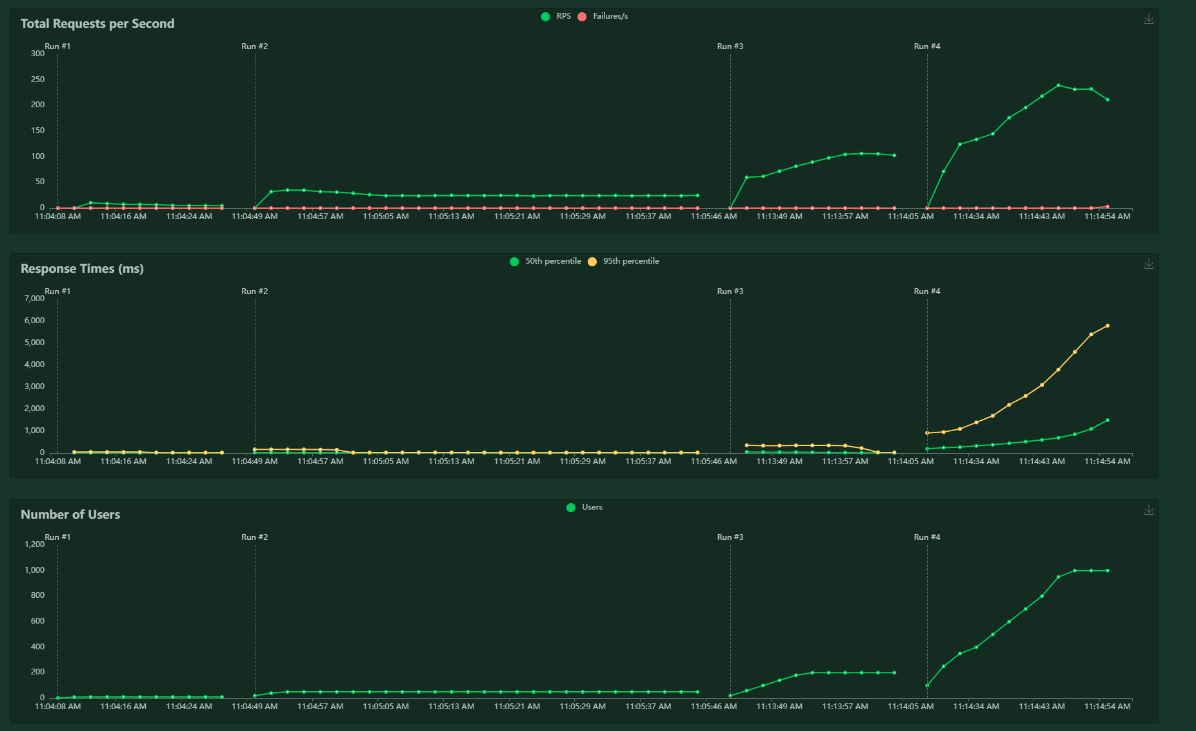 Total Requests per Second
RPS Failures/s
Run #1 Run #2 Run #3 Run #4
300
250
200
150
100
50
0
11:04:08 AM 11:04:16 AM 11:04:24 AM 11:04:49 AM 11:04:57 AM 11:05:05 AM 11:05:13 AM 11:05:21 AM 11:05:29 AM 11:05:37 AM 11:05:46 AM 11:13:49 AM 11:13:57 AM 11:14:05 AM 11:14:34 AM 11:14:43 AM 11:14:54 AM
Response Times (ms)
50th percentile 95th percentile
Run #1 Run #2 Run #3 Run #4
7,000
6,000
5,000
4,000
3,000
2,000
1,000
0
11:04:08 AM 11:04:16 AM 11:04:24 AM 11:04:49 AM 11:04:57 AM 11:05:05 AM 11:05:13 AM 11:05:21 AM 11:05:29 AM 11:05:37 AM 11:05:46 AM 11:13:49 AM 11:13:57 AM 11:14:05 AM 11:14:34 AM 11:14:43 AM 11:14:54 AM
Number of Users
Users
Run #1 Run #2 Run #3 Run #4
1,200
1,000
800
600
400
200
0
11:04:08 AM 11:04:16 AM 11:04:24 AM 11:04:49 AM 11:04:57 AM 11:05:05 AM 11:05:13 AM 11:05:21 AM 11:05:29 AM 11:05:37 AM 11:05:46 AM 11:13:49 AM 11:13:57 AM 11:14:05 AM 11:14:34 AM 11:14:43 AM 11:14:54 AM